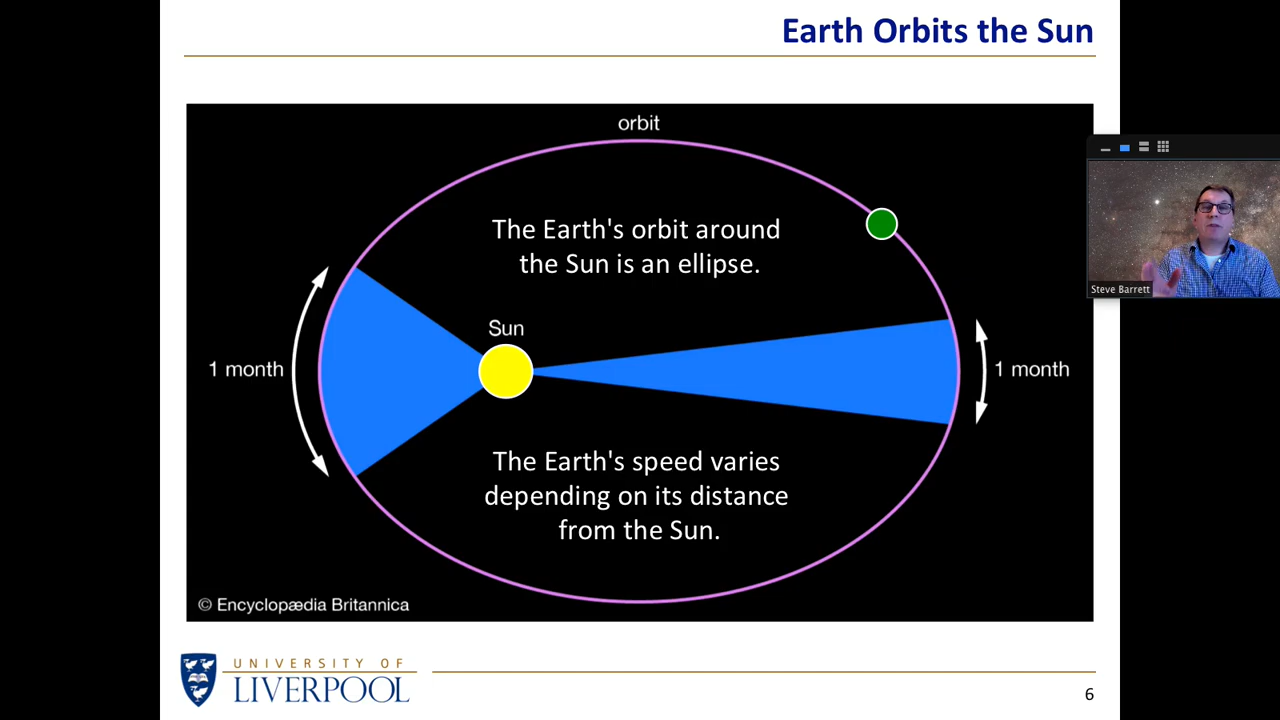 Earth Orbits the Sun
orbit
The Earth's orbit around
the Sun is an ellipse.
Sun
1 month
1 month
The Earth's speed varies
depending on its distance
from the Sun.
© Encyclopædia Britannica
Steve Barrett
UNIVERSITY OF
LIVERPOOL
6